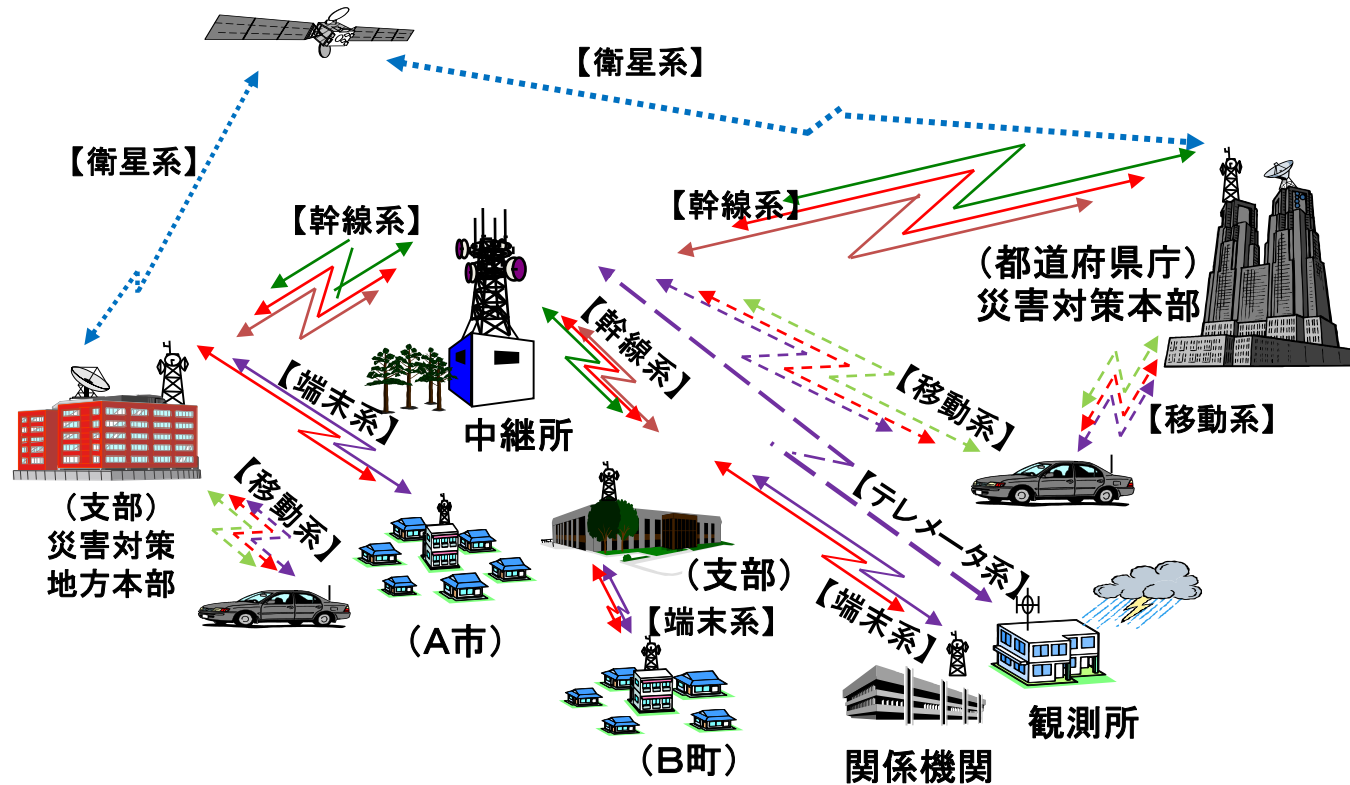 【衛星系】
【衛星系】
【幹線系】
【幹線系】
（都道府県庁）
災害対策本部
【幹線系】
【端末系】
【移動系】
【移動系】
中継所
【移動系】
【テレメータ系】
（支部）
災害対策
地方本部
（支部）
【端末系】
【端末系】
（A市）
（B町）
観測所
関係機関